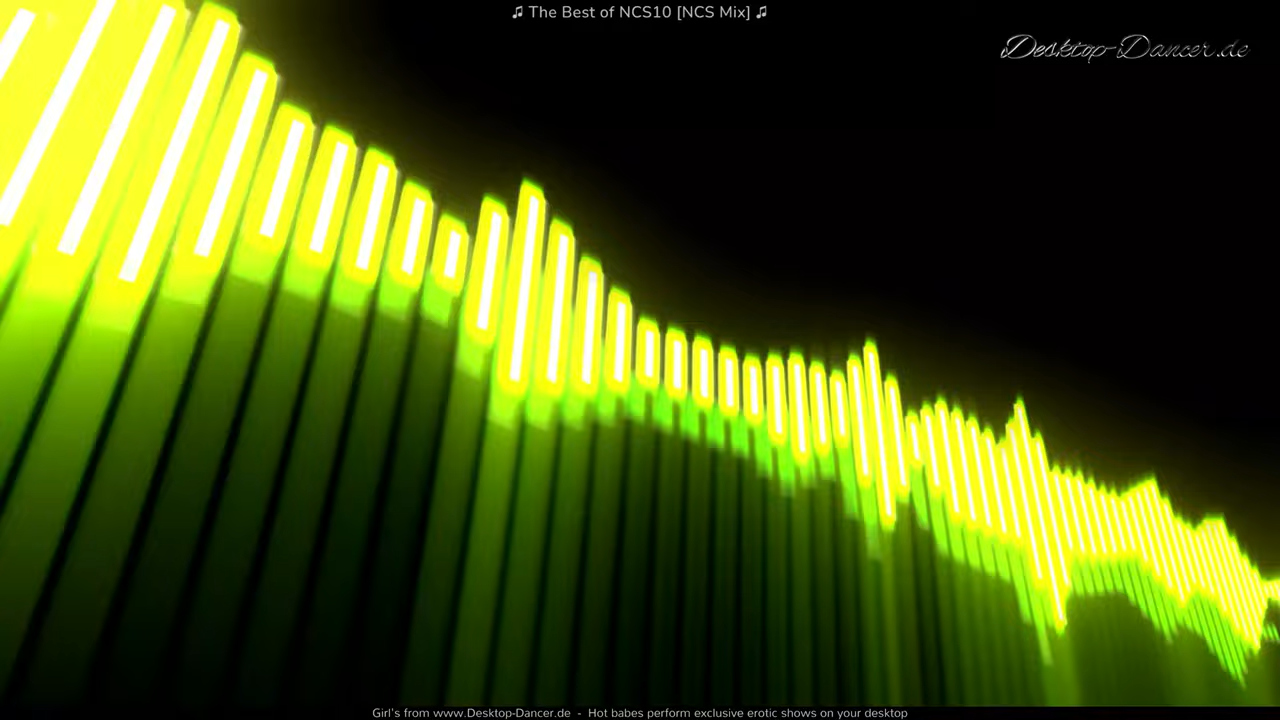 ♫ The Best of NCS10 [NCS Mix] ♫
Desktop-Dancer.de
Girl's from www.Desktop-Dancer.de - Hot babes perform exclusive erotic shows on your desktop